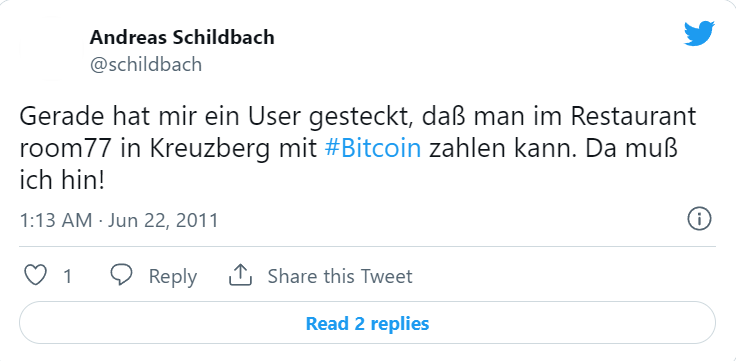 Andreas Schildbach
@schildbach
Gerade hat mir ein User gesteckt, daß man im Restaurant
room77 in Kreuzberg mit #Bitcoin zahlen kann. Da muß
ich hin!
1:13 AM · Jun 22, 2011
1 Reply Share this Tweet
Read 2 replies